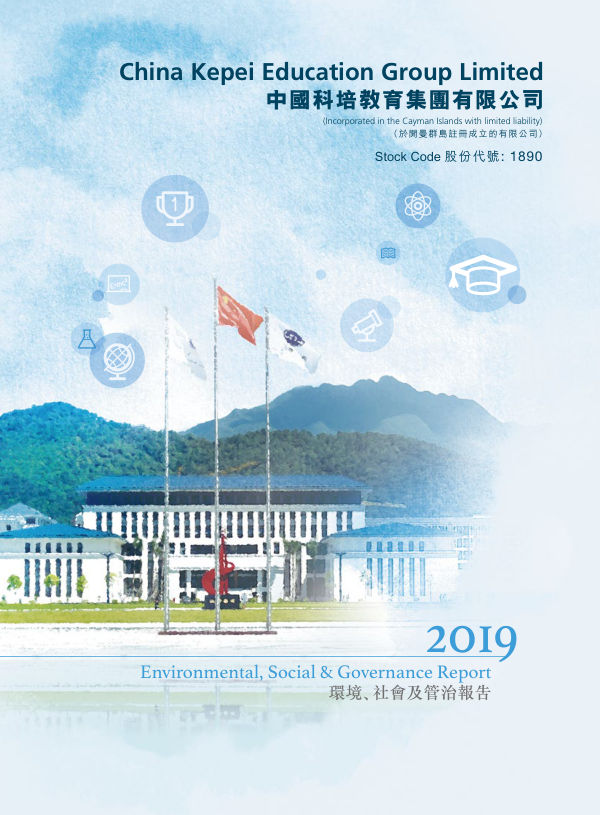 China Kepei Education Group Limited
中國科培教育集團有限公司
(Incorporated in the Cayman Islands with limited liability)
（於開曼群島註冊成立的有限公司）
Stock Code 股份代號: 1890
1
2019
Environmental, Social & Governance Report
環境、社會及管治報告